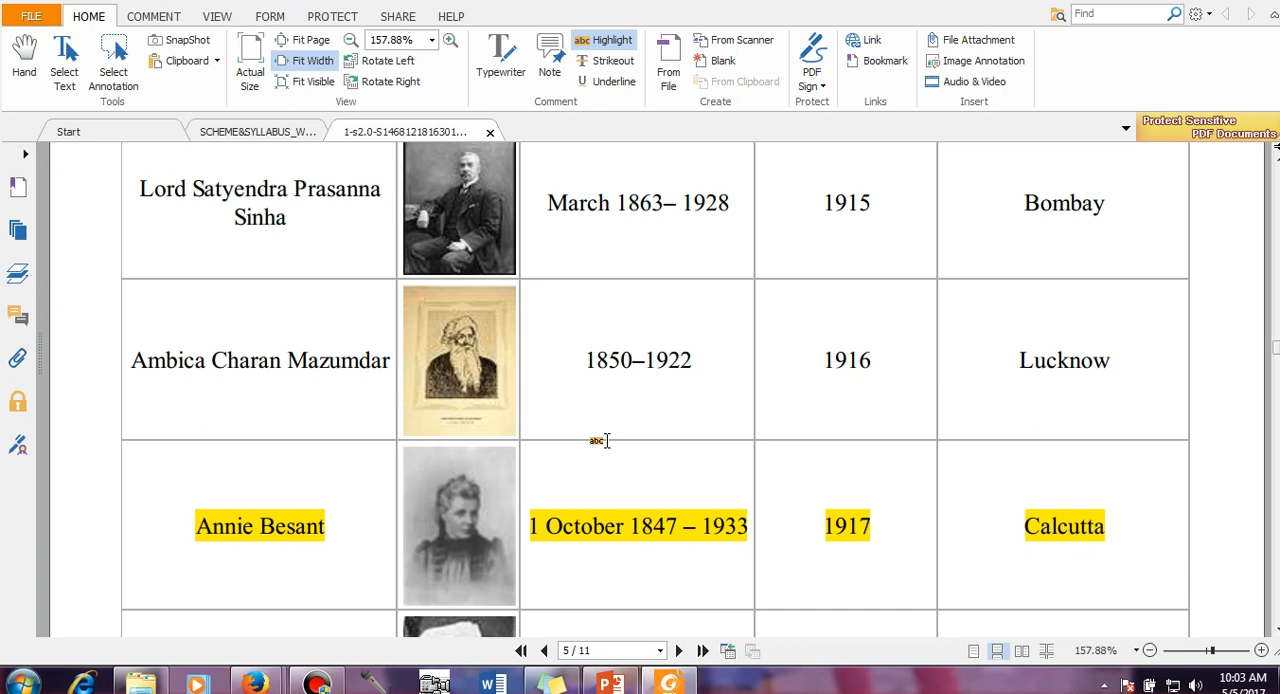 FILE HOME COMMENT VIEW FORM PROTECT SHARE HELP Find
Hand
Select Text
Select Annotation
SnapShot
Clipboard
Tools
Actual Size
Fit Page
Fit Width
Fit Visible
157.88%
Rotate Left
Rotate Right
View
Typewriter
Note
abc Highlight
Strikeout
Underline
Comment
From File
From Scanner
Blank
From Clipboard
Create
PDF Sign
Protect
Link
Bookmark
Links
File Attachment
Image Annotation
Audio & Video
Insert
Start SCHEME&SYLLABUS_W... 1-s2.0-S1468121816301...
Protect Sensitive
PDF Documents
Lord Satyendra Prasanna
Sinha
March 1863– 1928 1915 Bombay
Ambica Charan Mazumdar 1850–1922 1916 Lucknow
abc
Annie Besant 1 October 1847 – 1933 1917 Calcutta
5 / 11 157.88%
10:03 AM